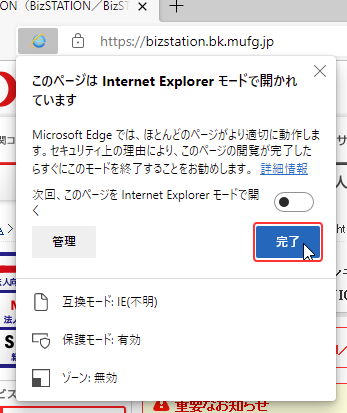 ON（BizSTATION／BizS
https://bizstation.bk.mufg.jp
このページは Internet Explorer モードで開かれ
ています
Microsoft Edge では、ほとんどのページがより適切に動作しま
す。セキュリティ上の理由により、このページの閲覧が完了した
らすぐにこのモードを終了することをお勧めします。 詳細情報
次回、このページを Internet Explorer モードで開
く
管理
完了
互換モード: IE(不明)
保護モード: 有効
ゾーン: 無効
重要なお知らせ